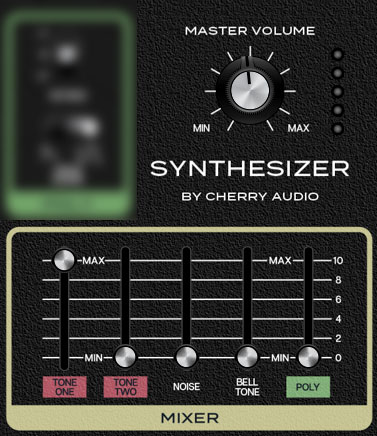 MASTER VOLUME
MIN MAX
SYNTHESIZER
BY CHERRY AUDIO
MAX MAX 10
8
6
4
2
MIN MIN 0
TONE ONE
TONE TWO
NOISE
BELL TONE
POLY
MIXER